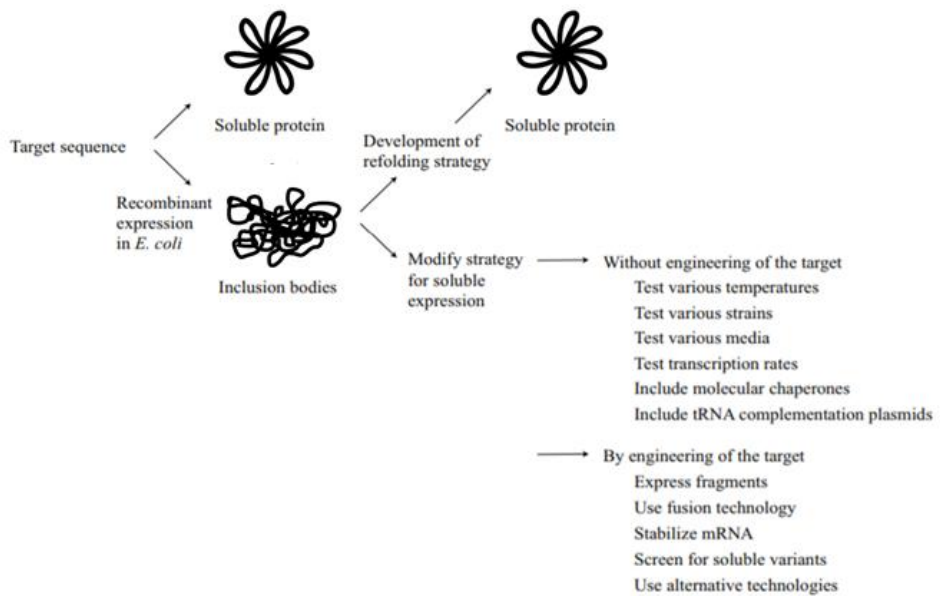 Soluble protein
Soluble protein
Target sequence
Development of
refolding strategy
Recombinant
expression
in E. coli
Inclusion bodies
Modify strategy
for soluble
expression
Without engineering of the target
Test various temperatures
Test various strains
Test various media
Test transcription rates
Include molecular chaperones
Include tRNA complementation plasmids
By engineering of the target
Express fragments
Use fusion technology
Stabilize mRNA
Screen for soluble variants
Use alternative technologies